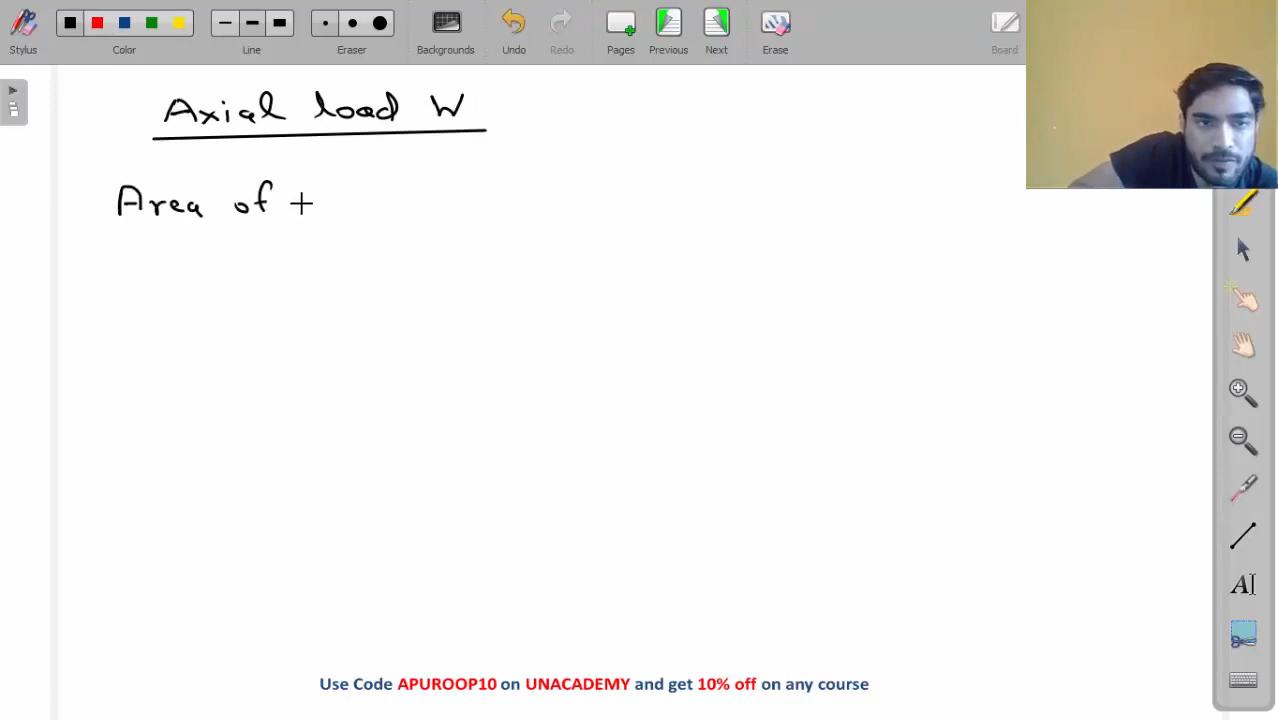 Stylus
Color
Line
Eraser
Backgrounds
Undo
Redo
Pages
Previous
Next
Erase
Board
Axial load W
Area of t
Use Code APUROOP10 on UNACADEMY and get 10% off on any course